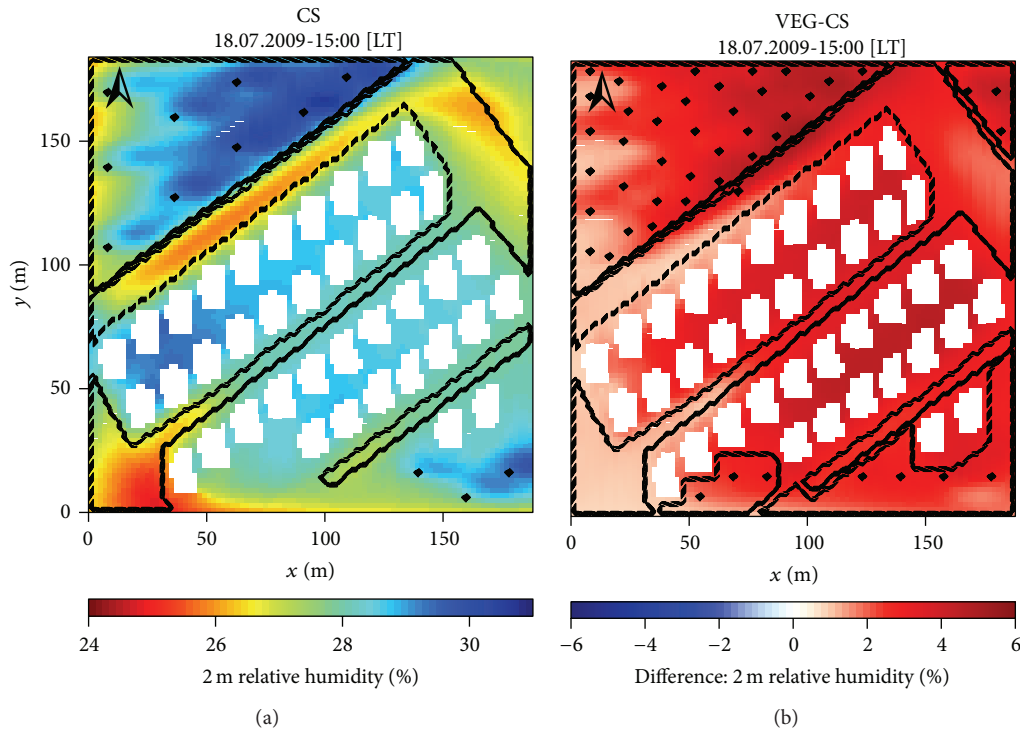 CS
18.07.2009-15:00 [LT]
150
100
50
0
y (m)
0 50 100 150
x (m)
24 26 28 30
2 m relative humidity (%)
(a)
VEG-CS
18.07.2009-15:00 [LT]
0 50 100 150
x (m)
−6 −4 −2 0 2 4 6
Difference: 2 m relative humidity (%)
(b)